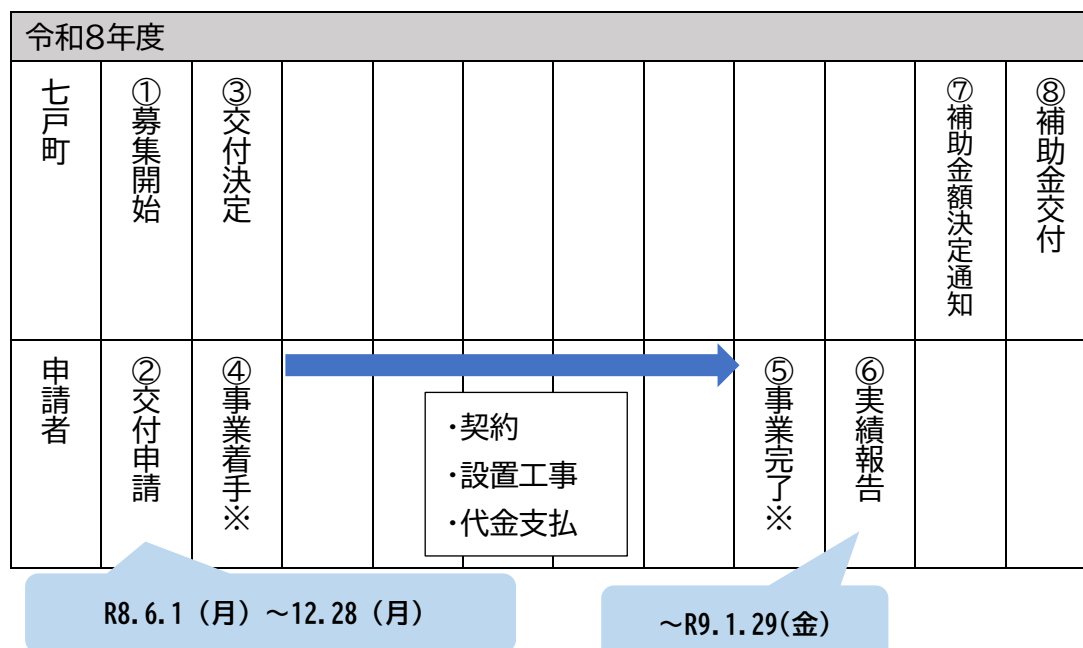 令和8年度
七戸町
①募集開始
③交付決定
⑦補助金額決定通知
⑧補助金交付
申請者
②交付申請
④事業着手※
・契約
・設置工事
・代金支払
⑤事業完了※
⑥実績報告
R8.6.1（月）～12.28（月）
～R9.1.29(金)